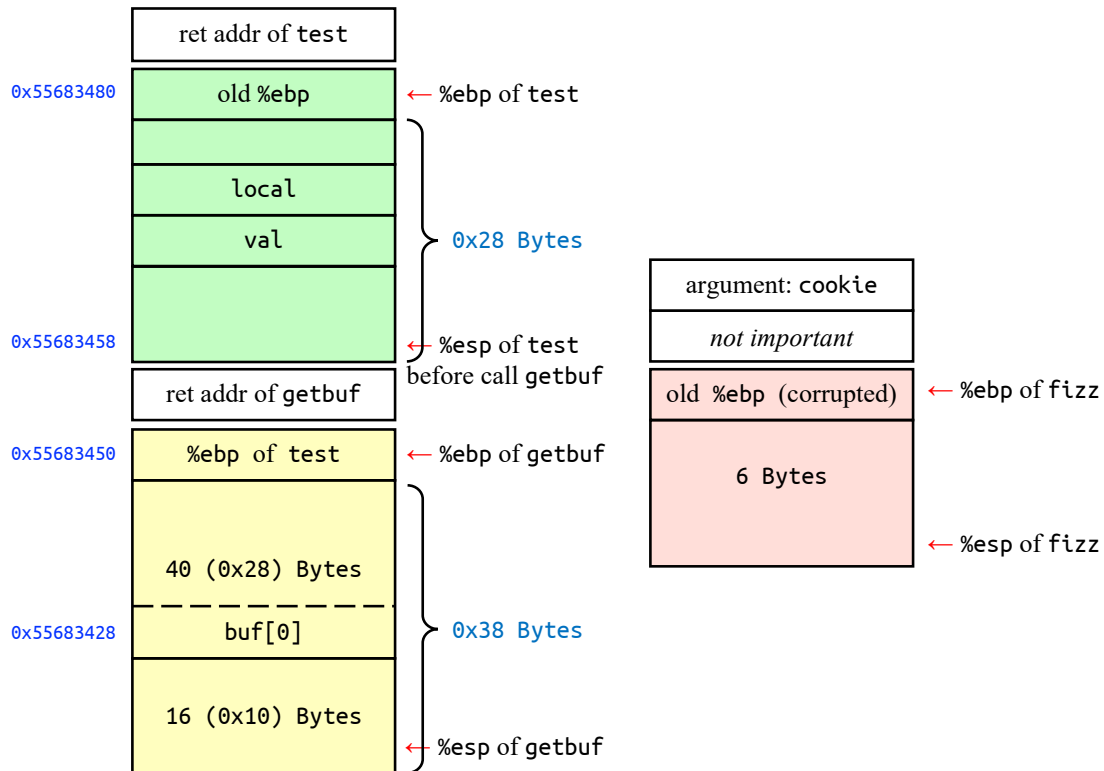 ret addr of test
0x55683480
old %ebp
← %ebp of test
local
val
0x28 Bytes
0x55683458
← %esp of test
before call getbuf
ret addr of getbuf
0x55683450
%ebp of test
← %ebp of getbuf
40 (0x28) Bytes
0x55683428
buf[0]
0x38 Bytes
16 (0x10) Bytes
← %esp of getbuf
argument: cookie
not important
old %ebp (corrupted)
← %ebp of fizz
6 Bytes
← %esp of fizz